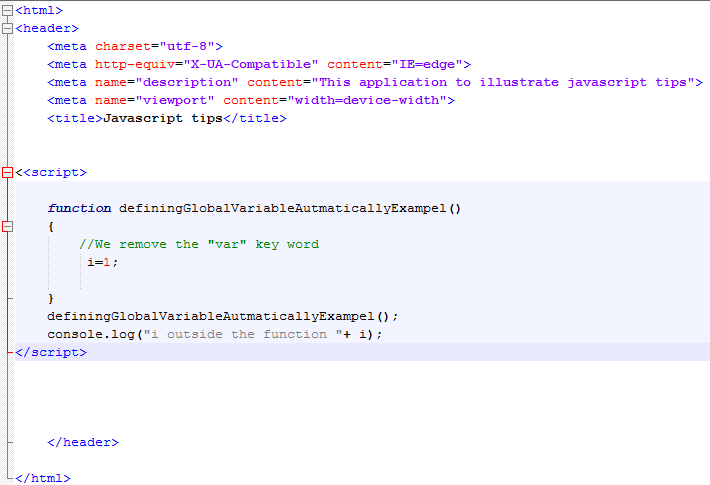 <html>
<header>
    <meta charset="utf-8">
    <meta http-equiv="X-UA-Compatible" content="IE=edge">
    <meta name="description" content="This application to illustrate javascript tips">
    <meta name="viewport" content="width=device-width">
    <title>Javascript tips</title>
<<script>
    function definingGlobalVariableAutmaticallyExampel()
    {
        //We remove the "var" key word
         i=1;
    }
    definingGlobalVariableAutmaticallyExampel();
    console.log("i outside the function "+ i);
</script>
    </header>
</html>